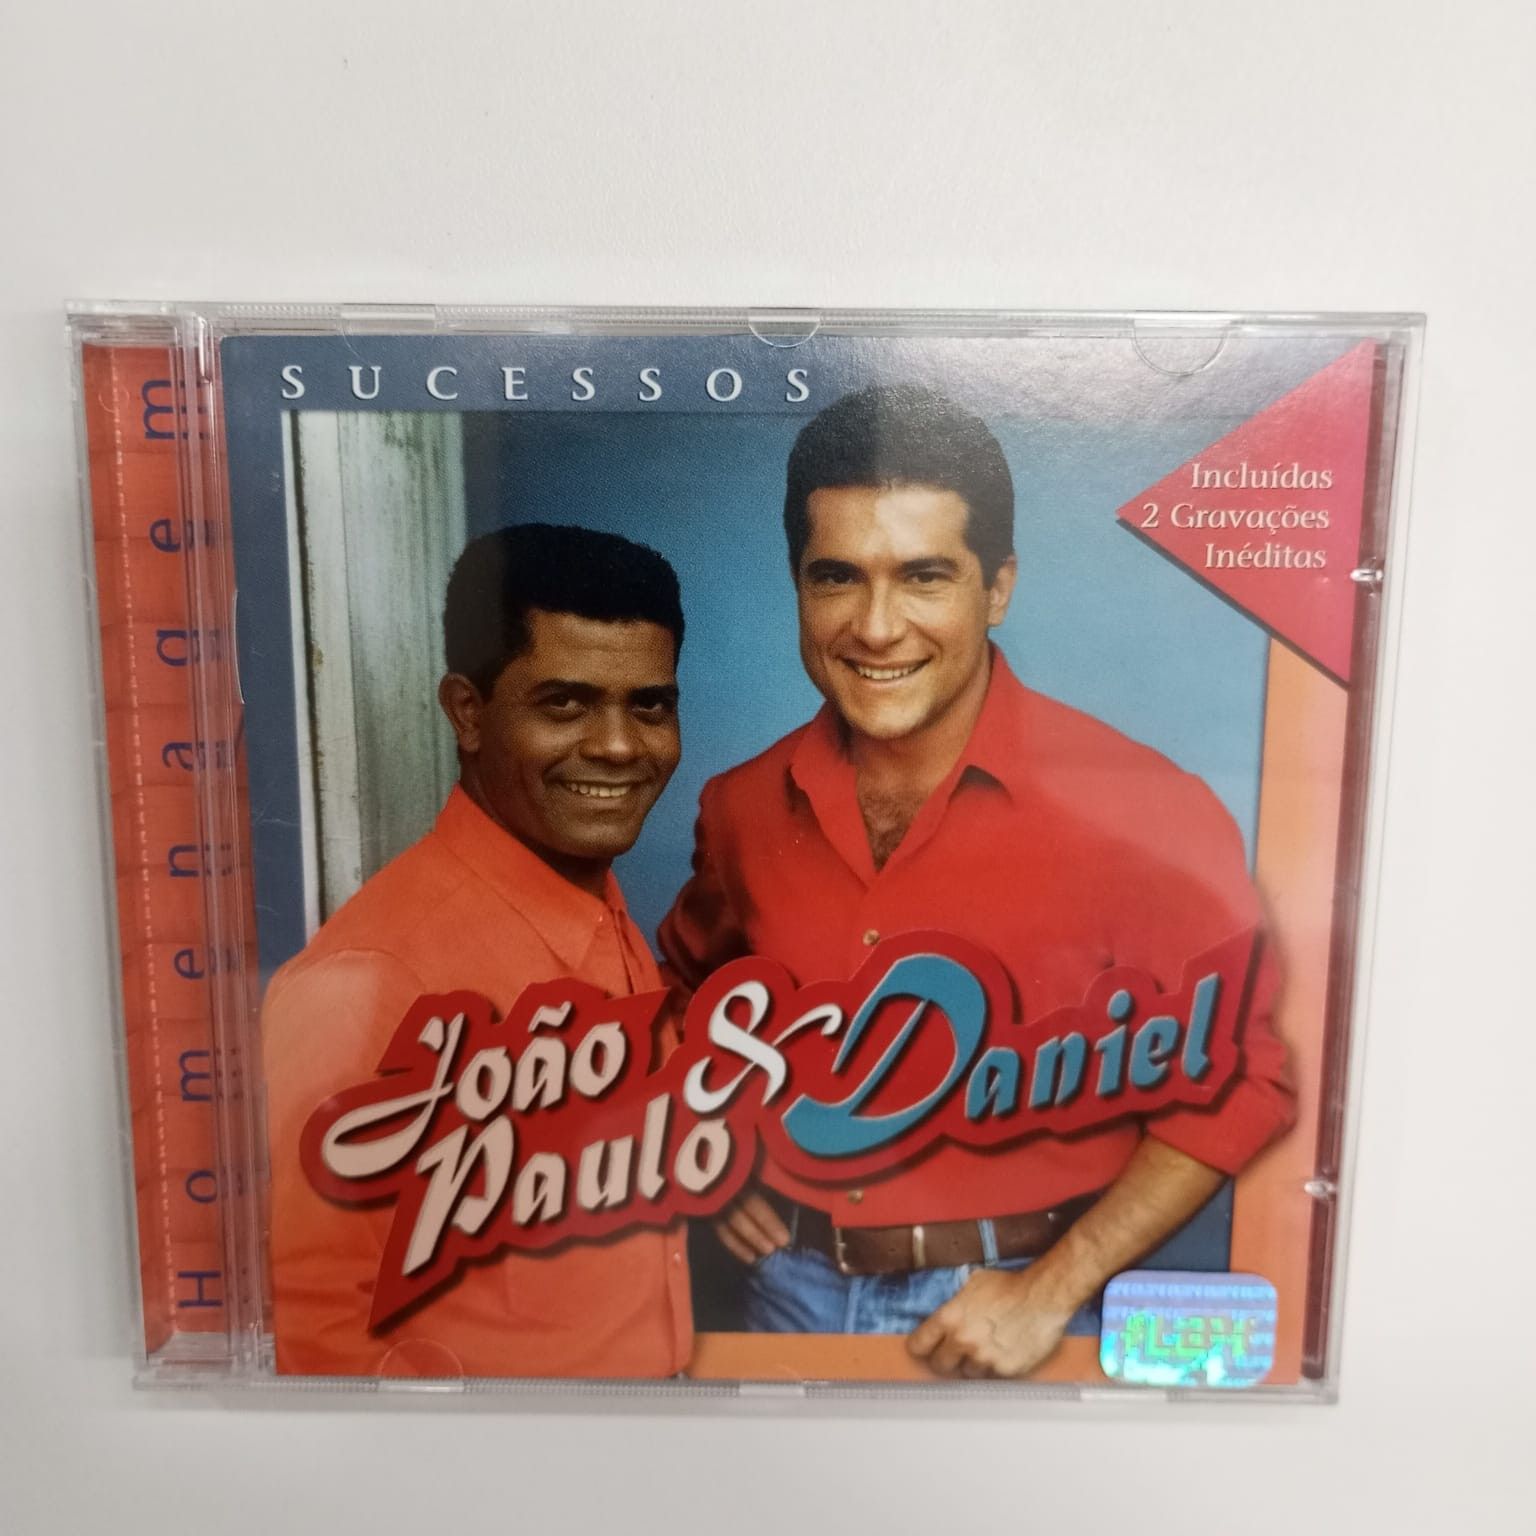 Homenagem
SUCESSOS
Incluídas
2 Gravações
Inéditas
João
Paulo & Daniel